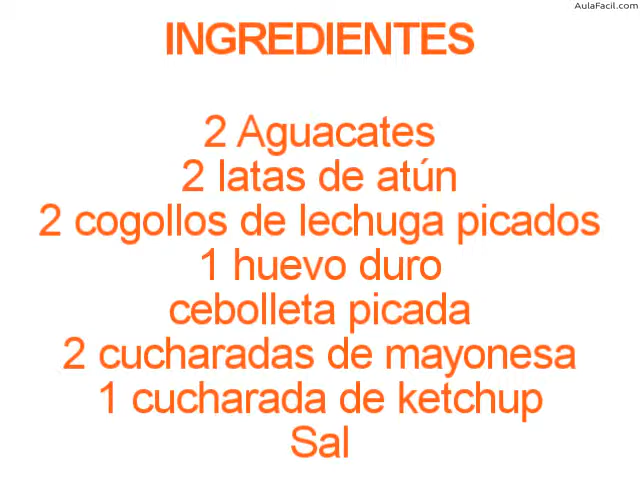 AulaFacil.com
INGREDIENTES
2 Aguacates
2 latas de atún
2 cogollos de lechuga picados
1 huevo duro
cebolleta picada
2 cucharadas de mayonesa
1 cucharada de ketchup
Sal